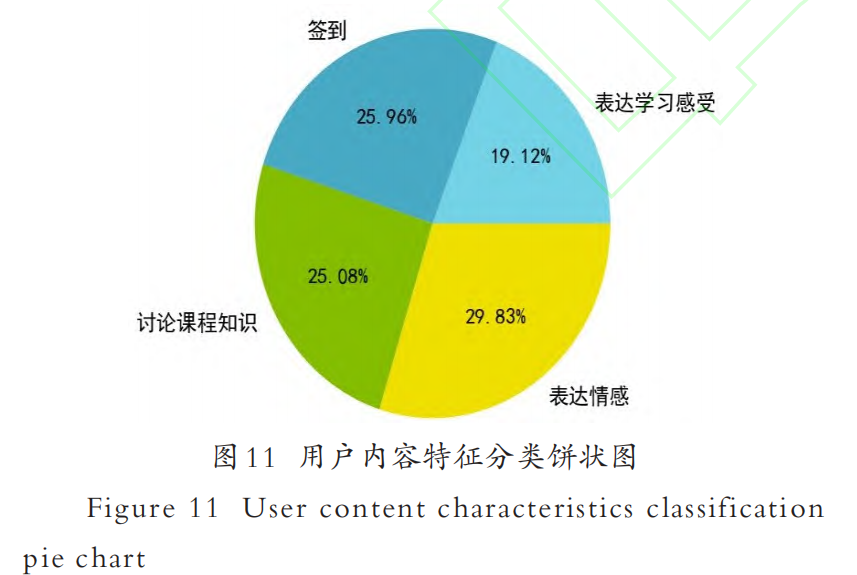 签到
表达学习感受
25.96%
19.12%
25.08%
29.83%
讨论课程知识
表达情感
图11 用户内容特征分类饼状图
Figure 11 User content characteristics classification
pie chart